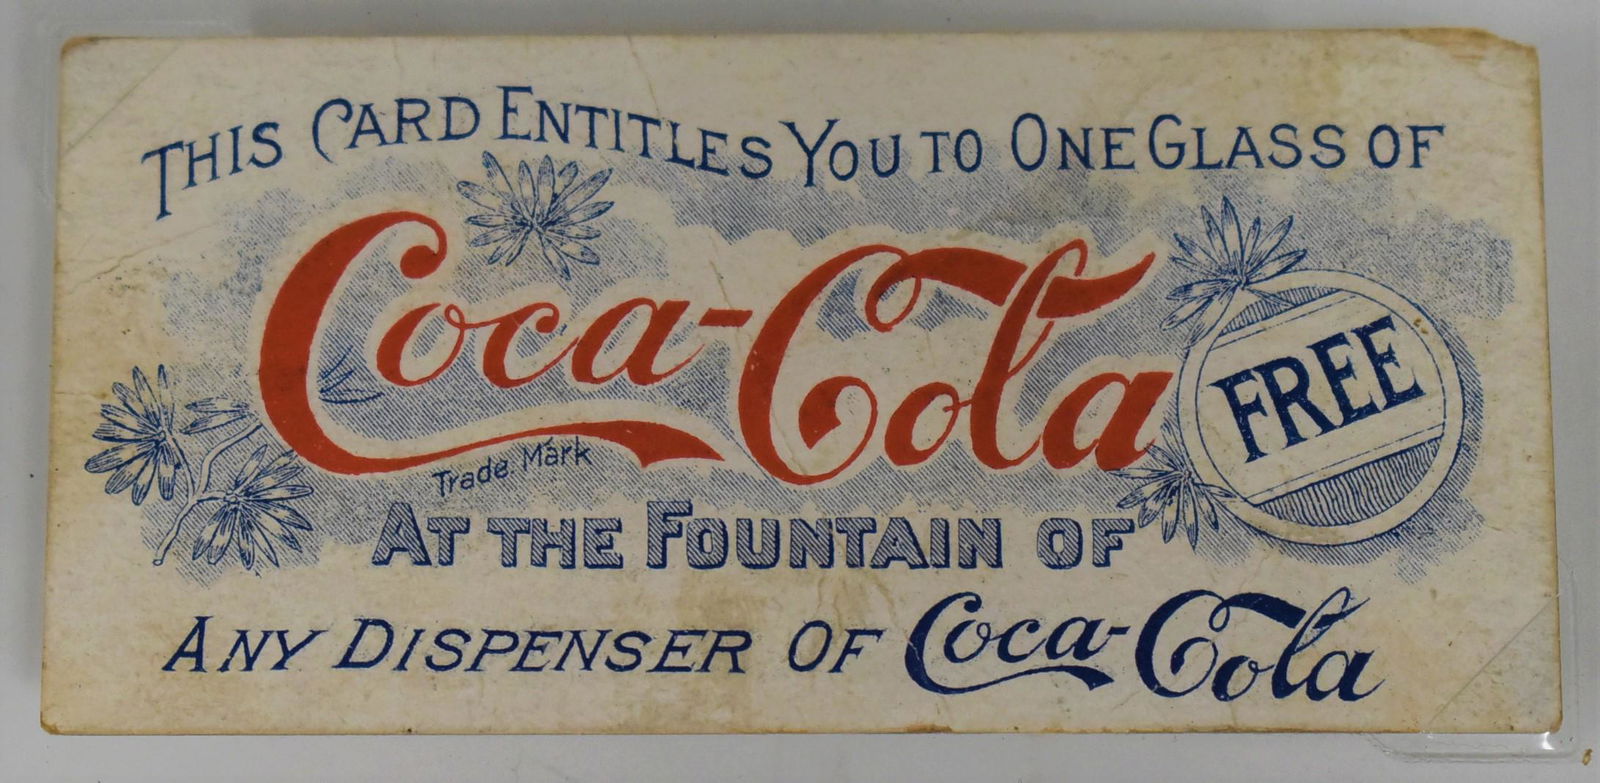 THIS CARD ENTITLES YOU TO ONE GLASS OF
Coca-Cola
FREE
Trade Mark
AT THE FOUNTAIN OF
ANY DISPENSER OF Coca-Cola